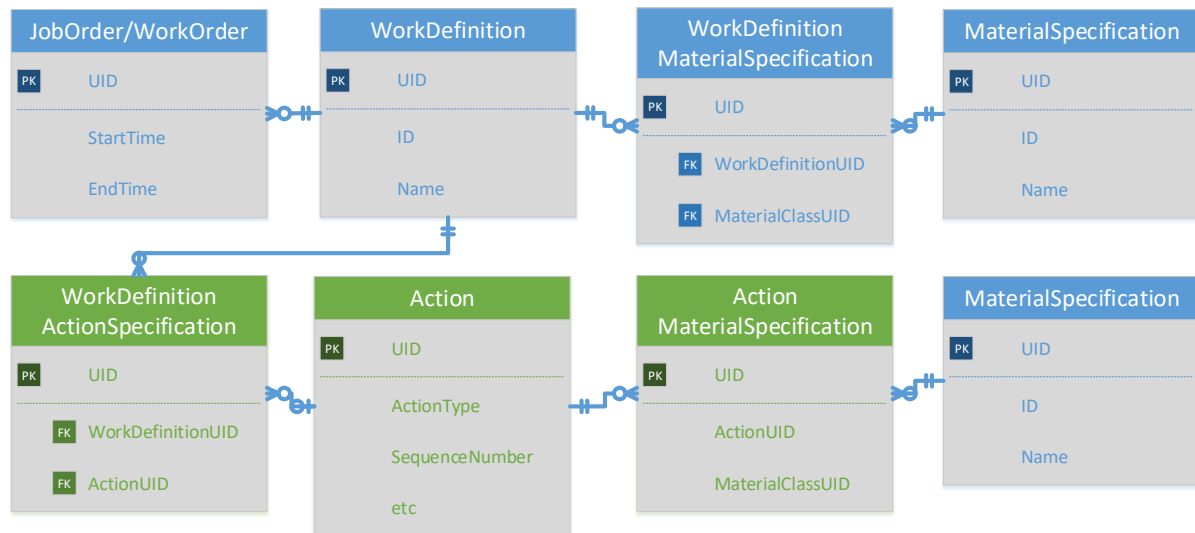 JobOrder/WorkOrder
PK UID
StartTime
EndTime
WorkDefinition
PK UID
ID
Name
WorkDefinition
MaterialSpecification
PK UID
FK WorkDefinitionUID
FK MaterialClassUID
MaterialSpecification
PK UID
ID
Name
WorkDefinition
ActionSpecification
PK UID
FK WorkDefinitionUID
FK ActionUID
Action
PK UID
ActionType
SequenceNumber
etc
Action
MaterialSpecification
PK UID
ActionUID
MaterialClassUID
MaterialSpecification
PK UID
ID
Name